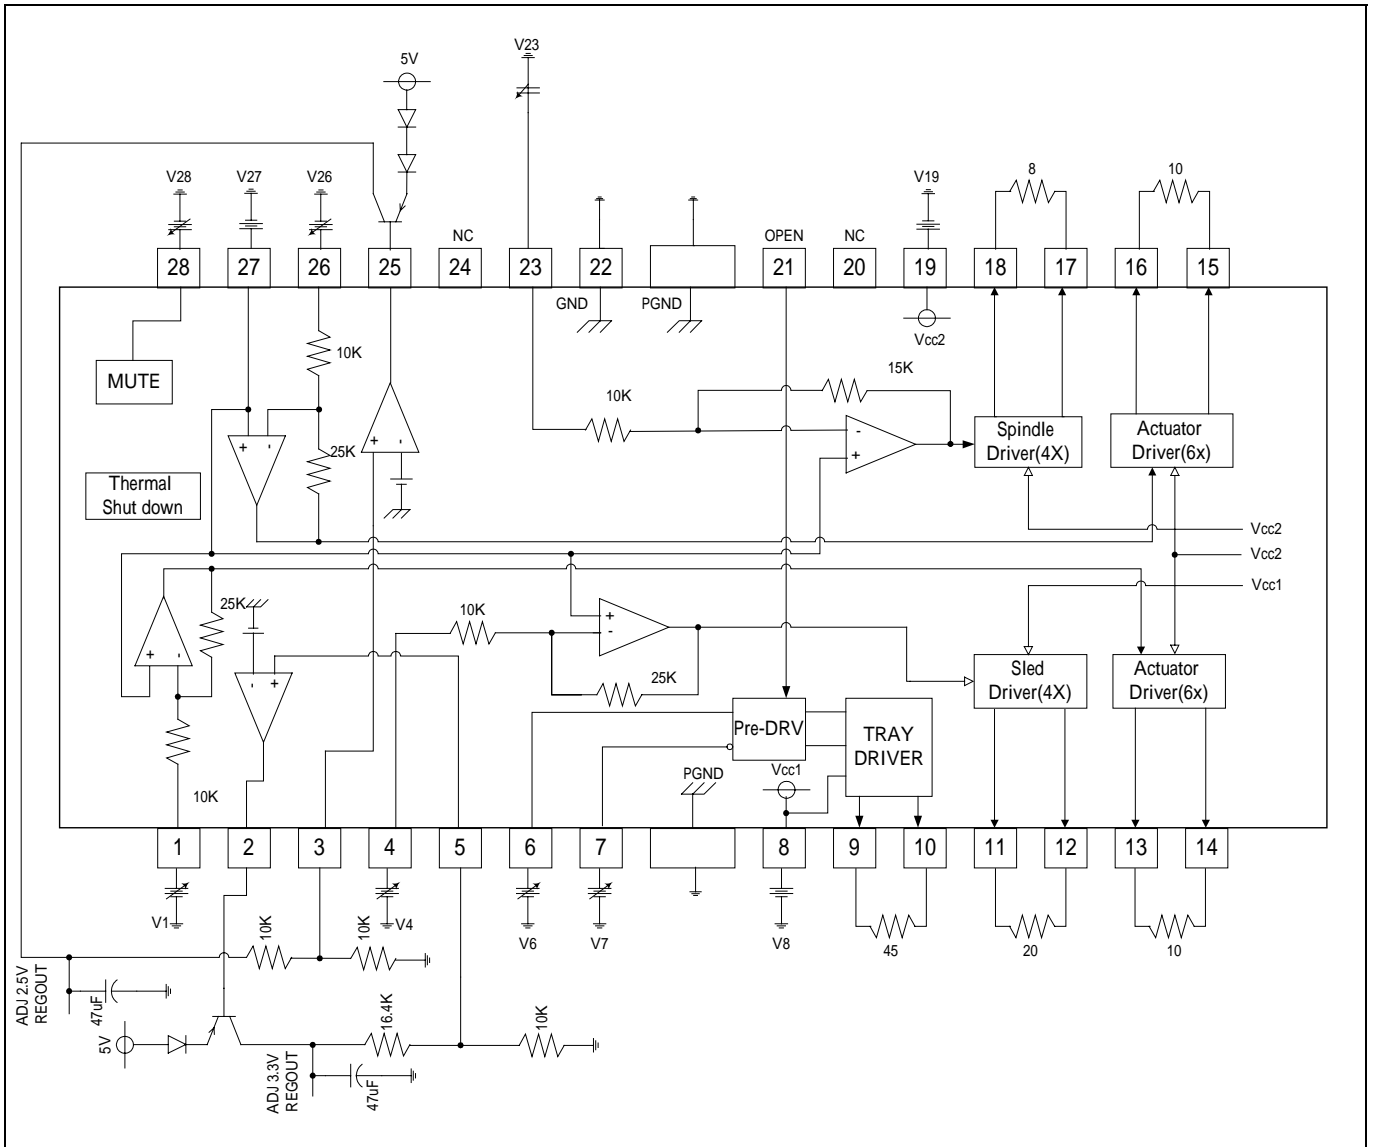 V23
5V
V28
V27
V26
V19
8
10
NC
OPEN
NC
28
27
26
25
24
23
22
21
20
19
18
17
16
15
GND
PGND
Vcc2
MUTE
10K
10K
15K
+
-
+
-
25K
-
+
Spindle
Driver(4X)
Actuator
Driver(6x)
Thermal
Shut down
Vcc2
Vcc2
Vcc1
25K
10K
+
-
+
-
-
+
25K
Sled
Driver(4X)
Actuator
Driver(6x)
Pre-DRV
TRAY
DRIVER
PGND
Vcc1
10K
1
2
3
4
5
6
7
8
9
10
11
12
13
14
V1
V4
V6
V7
V8
45
20
10
10K
10K
ADJ 2.5V
REGOUT
47uF
5V
16.4K
10K
ADJ 3.3V
REGOUT
47uF